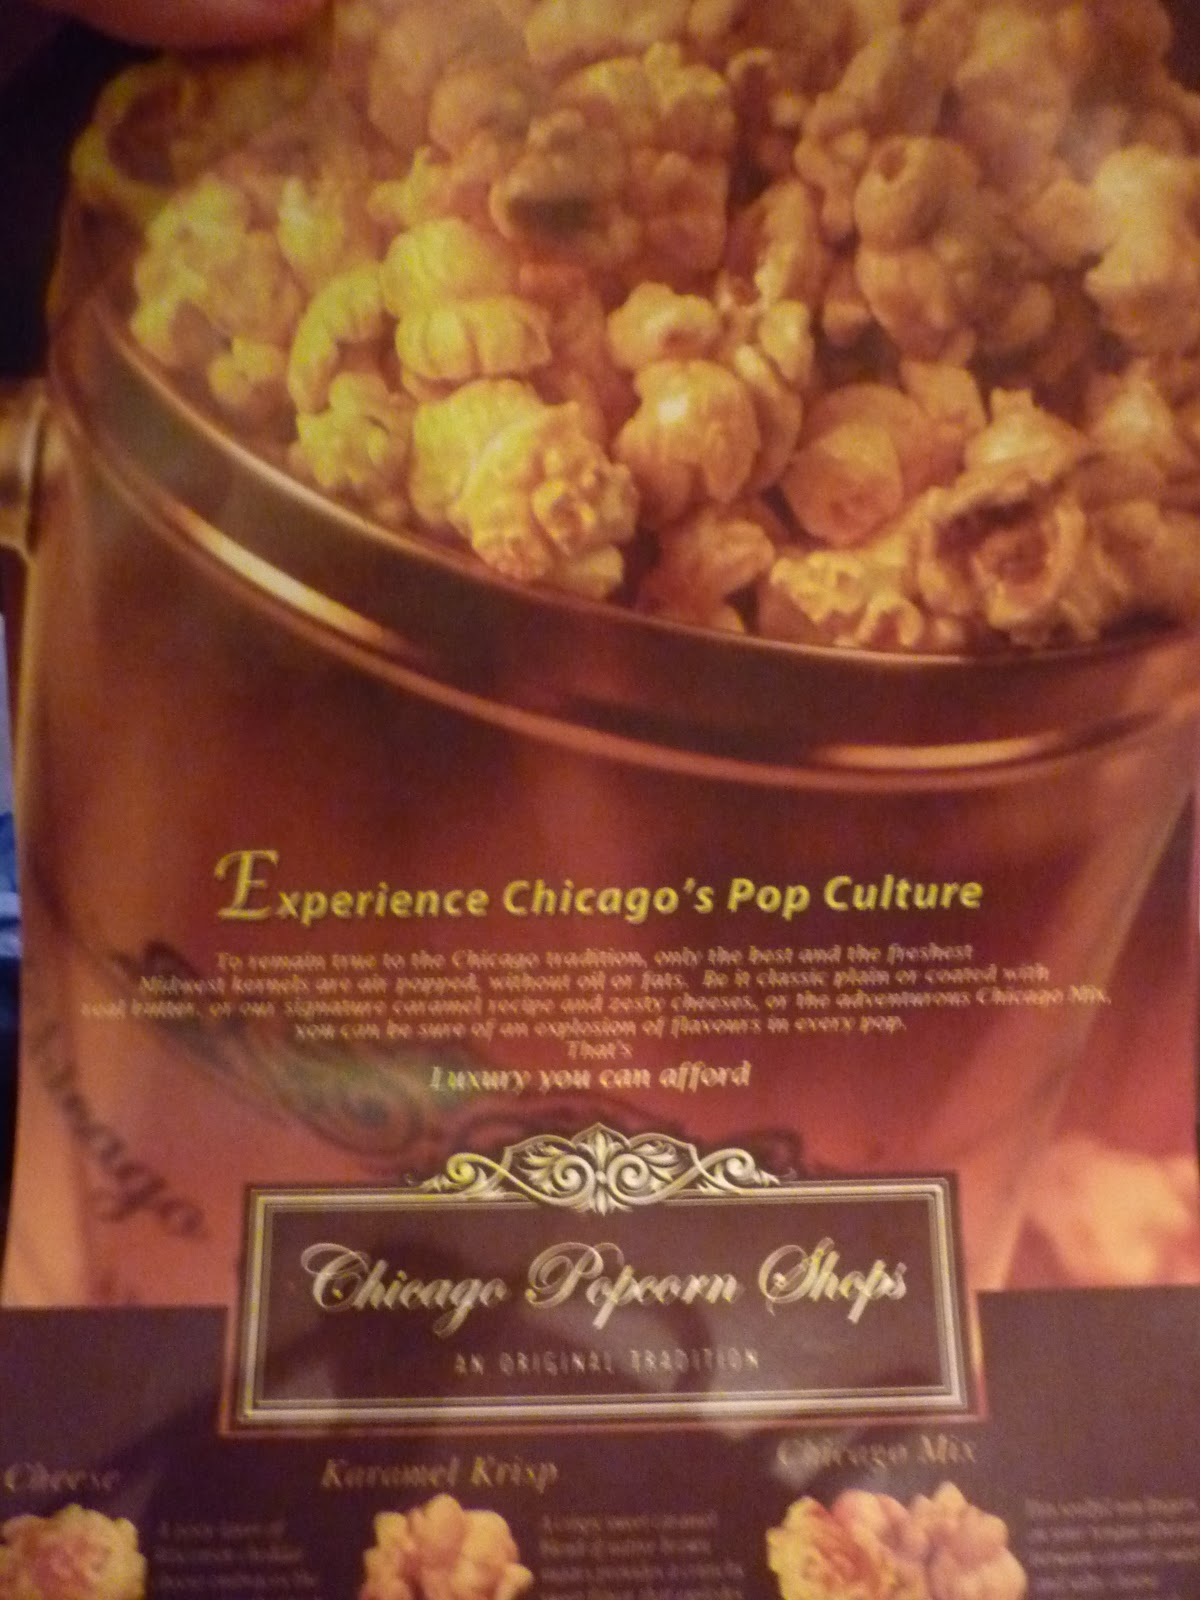 Experience Chicago's Pop Culture
To remain true to the Chicago tradition, only the best and the freshest
Midwest kernels are air popped, without oil or fats. Be it classic plain or coated with
real butter, or our signature caramel recipe and zesty cheeses, or the adventurous Chicago Mix,
you can be sure of an explosion of flavours in every pop.
That's
Luxury you can afford
Chicago Popcorn Shops
AN ORIGINAL TRADITION
Cheese
Karamel Krisp
Chicago Mix